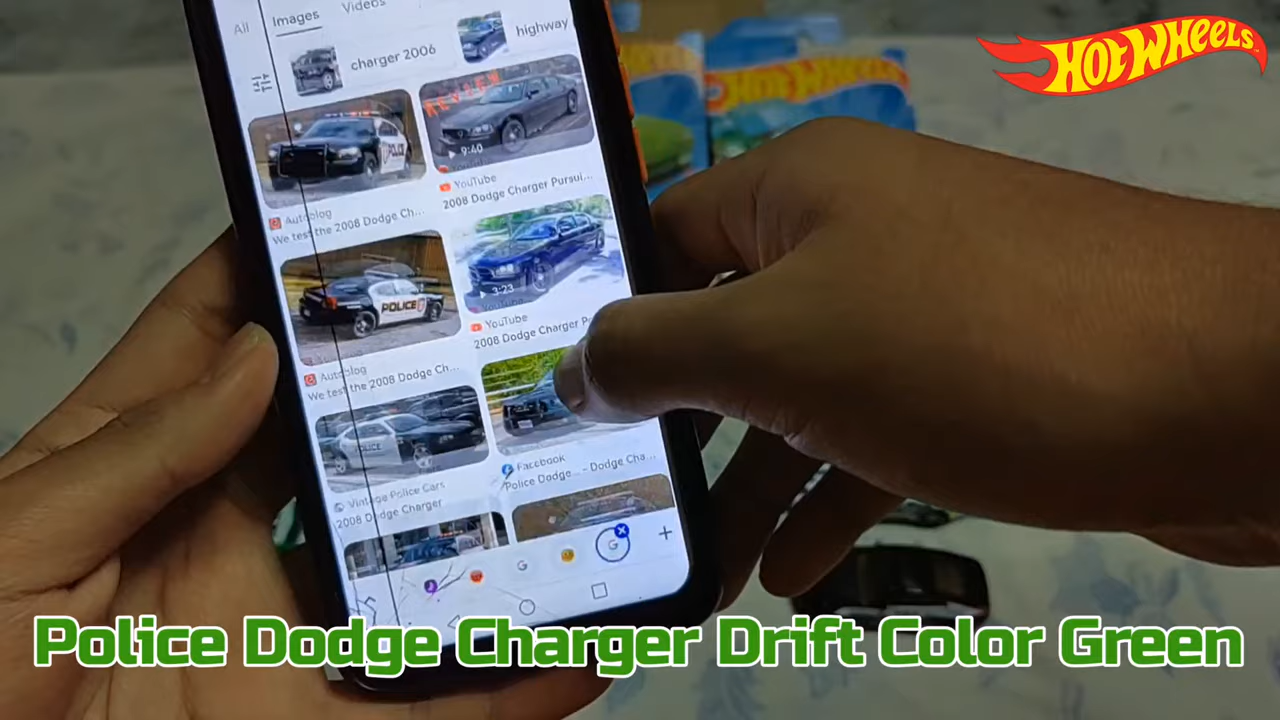 All
Images
Videos
HOT WHEELS
charger 2006
highway
HOT WHEELS
REVIEW
POLICE
9:40
Autoblog
We test the 2008 Dodge Ch...
YouTube
2008 Dodge Charger Pursui...
POLICE
3:23
Autoblog
We test the 2008 Dodge Ch...
YouTube
2008 Dodge Charger P
POLICE
Vintage Police Cars
2008 Dodge Charger
Facebook
Police Dodge... - Dodge Cha...
G
G
Police Dodge Charger Drift Color Green